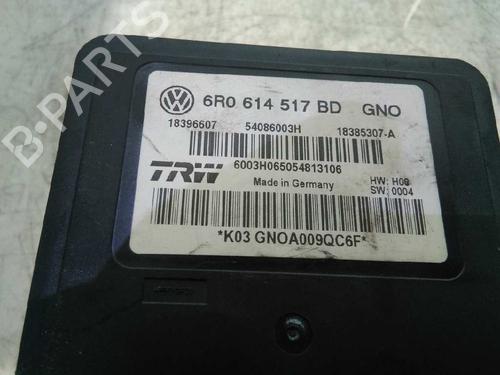 B-PARTS
6R0 614 517 BD GNO
18396607 54086003H 18385307-A
TRW 6003H065054813106
Made in Germany
HW: H08
SW: 0004
*K03 GNOA009QC6F*